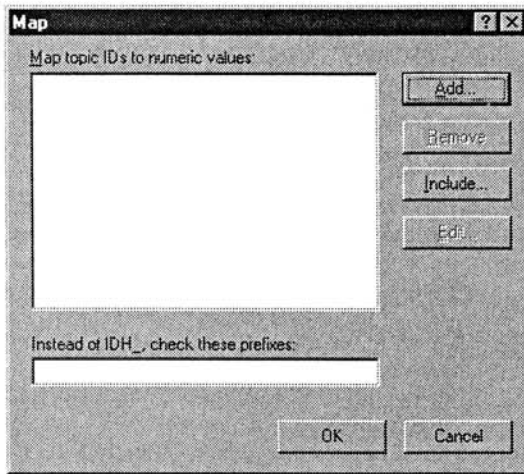 Map
Map topic IDs to numeric values:
Add...
Remove
Include...
Edit...
Instead of IDH_, check these prefixes:
OK
Cancel